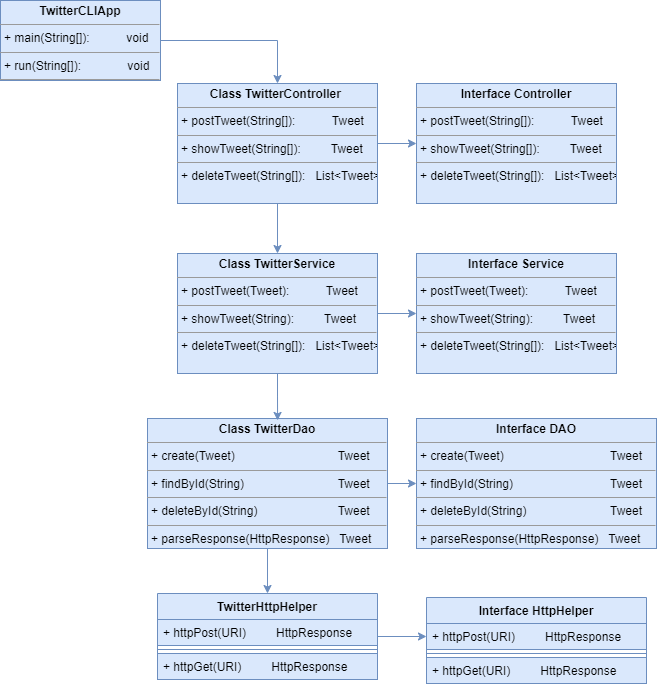 TwitterCLIApp
+ main(String[]): void
+ run(String[]): void
Class TwitterController
+ postTweet(String[]): Tweet
+ showTweet(String[]): Tweet
+ deleteTweet(String[]): List<Tweet>
Interface Controller
+ postTweet(String[]): Tweet
+ showTweet(String[]): Tweet
+ deleteTweet(String[]): List<Tweet>
Class TwitterService
+ postTweet(Tweet): Tweet
+ showTweet(String): Tweet
+ deleteTweet(String[]): List<Tweet>
Interface Service
+ postTweet(Tweet): Tweet
+ showTweet(String): Tweet
+ deleteTweet(String[]): List<Tweet>
Class TwitterDao
+ create(Tweet) Tweet
+ findById(String) Tweet
+ deleteById(String) Tweet
+ parseResponse(HttpResponse) Tweet
Interface DAO
+ create(Tweet) Tweet
+ findById(String) Tweet
+ deleteById(String) Tweet
+ parseResponse(HttpResponse) Tweet
TwitterHttpHelper
+ httpPost(URI) HttpResponse
+ httpGet(URI) HttpResponse
Interface HttpHelper
+ httpPost(URI) HttpResponse
+ httpGet(URI) HttpResponse